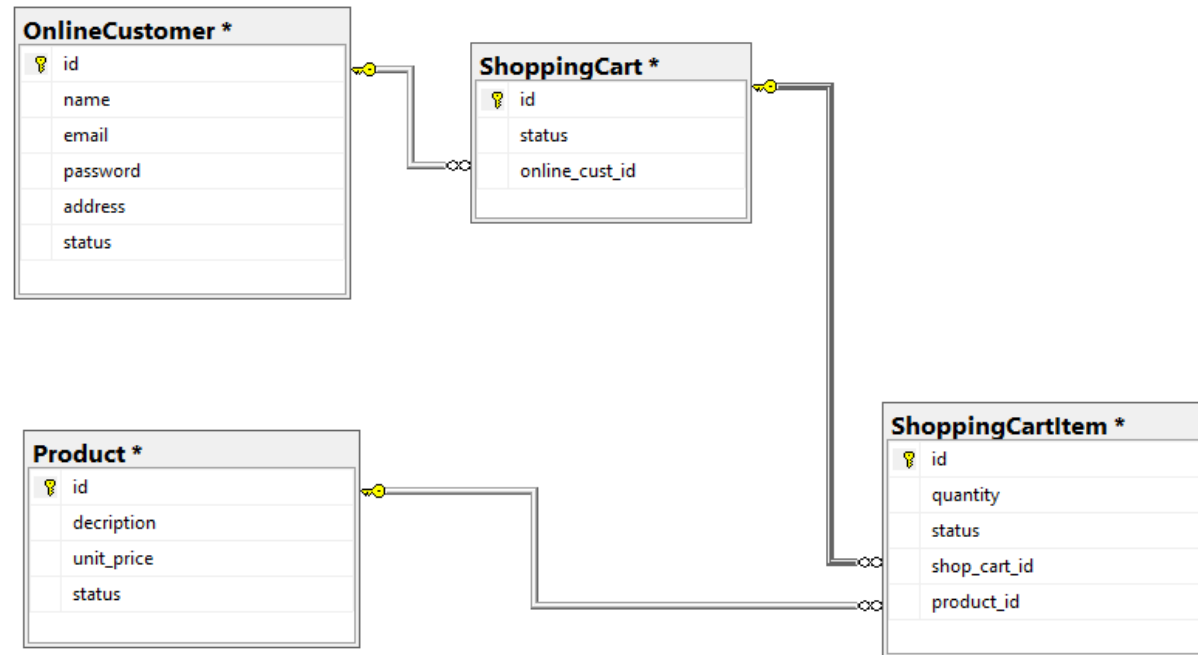 OnlineCustomer *
id
name
email
password
address
status
ShoppingCart *
id
status
online_cust_id
Product *
id
decription
unit_price
status
ShoppingCartItem *
id
quantity
status
shop_cart_id
product_id